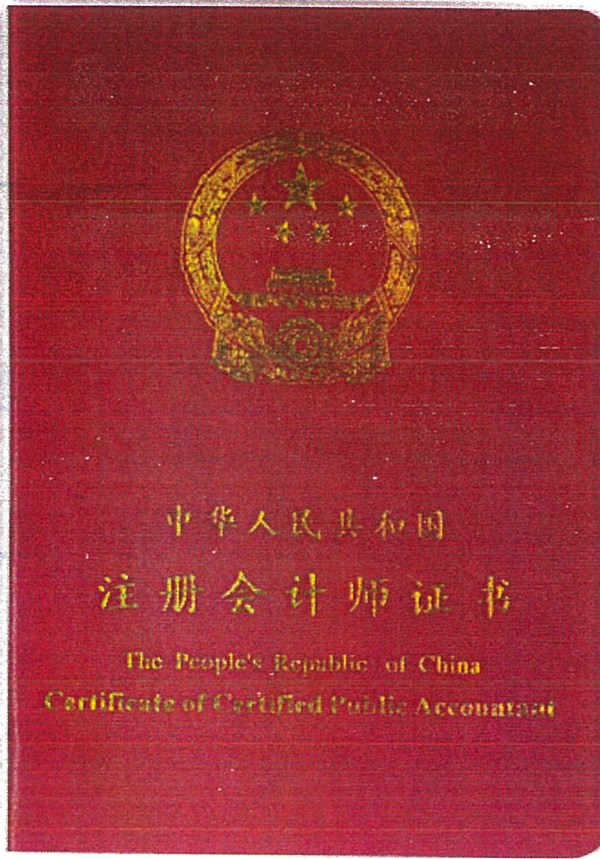 中华人民共和国
注册会计师证书
The People's Republic of China
Certificate of Certified Public Accountant